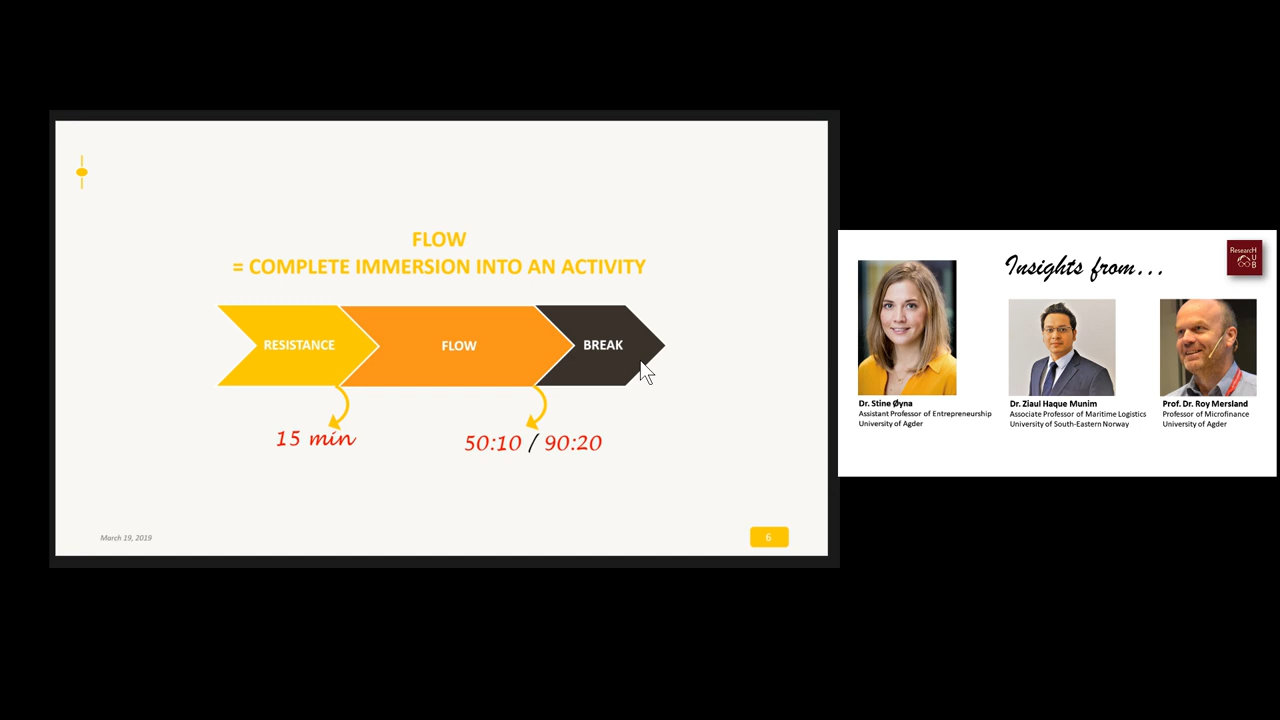 FLOW
= COMPLETE IMMERSION INTO AN ACTIVITY
RESISTANCE
FLOW
BREAK
15 min
50:10 / 90:20
March 19, 2019
6
Insights from...
ResearcH
U
B
Dr. Stine Øyna
Assistant Professor of Entrepreneurship
University of Agder
Dr. Ziaul Haque Munim
Associate Professor of Maritime Logistics
University of South-Eastern Norway
Prof. Dr. Roy Mersland
Professor of Microfinance
University of Agder